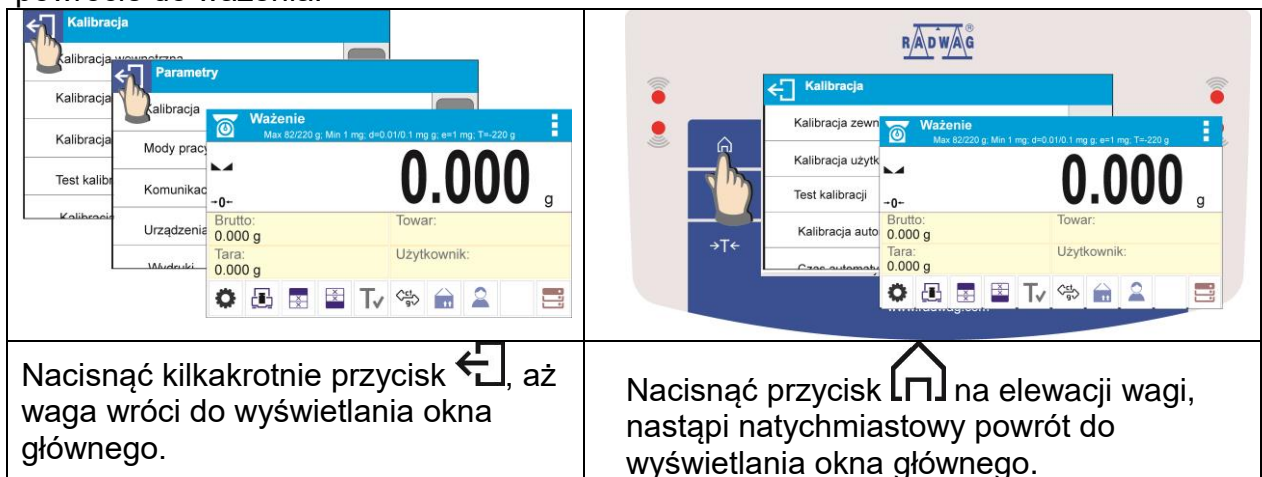 powrocie do ważenia.
Kalibracja
Kalibracja wewnętrzna
Kalibracja
Kalibracja
Test kalibr
Kalibracja
Parametry
Kalibracja
Mody pracy
Komunikac
Urządzenia
Wydruki
Ważenie
Max 82/220 g; Min 1 mg; d=0.01/0.1 mg g; e=1 mg; T=-220 g
0.000 g
→0←
Brutto:
0.000 g
Towar:
Tara:
0.000 g
Użytkownik:
RADWAG®
Kalibracja
Kalibracja zewn
Kalibracja użytk
Test kalibracji
Kalibracja auto
Czas automaty
→T←
Ważenie
Max 82/220 g; Min 1 mg; d=0.01/0.1 mg g; e=1 mg; T=-220 g
0.000 g
→0←
Brutto:
0.000 g
Towar:
Tara:
0.000 g
Użytkownik:
www.radwag.com
Nacisnąć kilkakrotnie przycisk, aż
waga wróci do wyświetlania okna
głównego.
Nacisnąć przycisk na elewacji wagi,
nastąpi natychmiastowy powrót do
wyświetlania okna głównego.